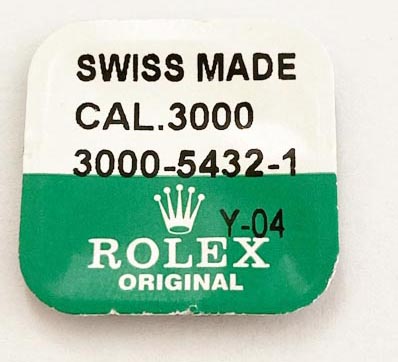 SWISS MADE
CAL.3000
3000-5432-1
Y-04
ROLEX
ORIGINAL